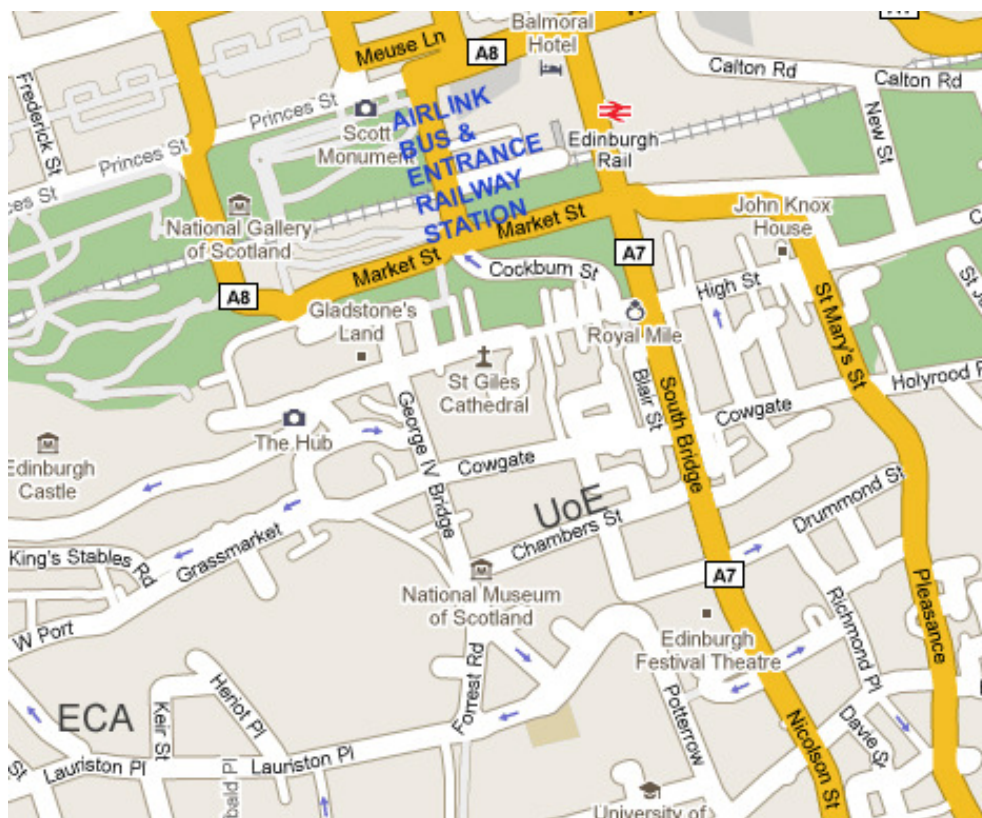 Meuse Ln
A8
Balmoral
Hotel
Calton Rd
Calton Rd
Frederick St
Princes St
Princes St
Princes St
Scott
Monument
AIRLINK
BUS &
ENTRANCE
RAILWAY
STATION
Edinburgh
Rail
New St
National Gallery
of Scotland
Market St
Market St
John Knox
House
A7
A8
Cockburn St
High St
Gladstone's
Land
Royal Mile
St Mary's St
St Giles
Cathedral
Blair St
Holyrood
George IV Bridge
South Bridge
Cowgate
The Hub
Cowgate
Edinburgh
Castle
UoE
Chambers St
Drummond St
Grassmarket
King's Stables Rd
A7
National Museum
of Scotland
Richmond Pl
Pleasance
W Port
Edinburgh
Festival Theatre
Forrest Rd
Heriot Pl
Potterrow
ECA
Keir St
Nicolson St
Davie St
Lauriston Pl
Lauriston Pl
St
University of